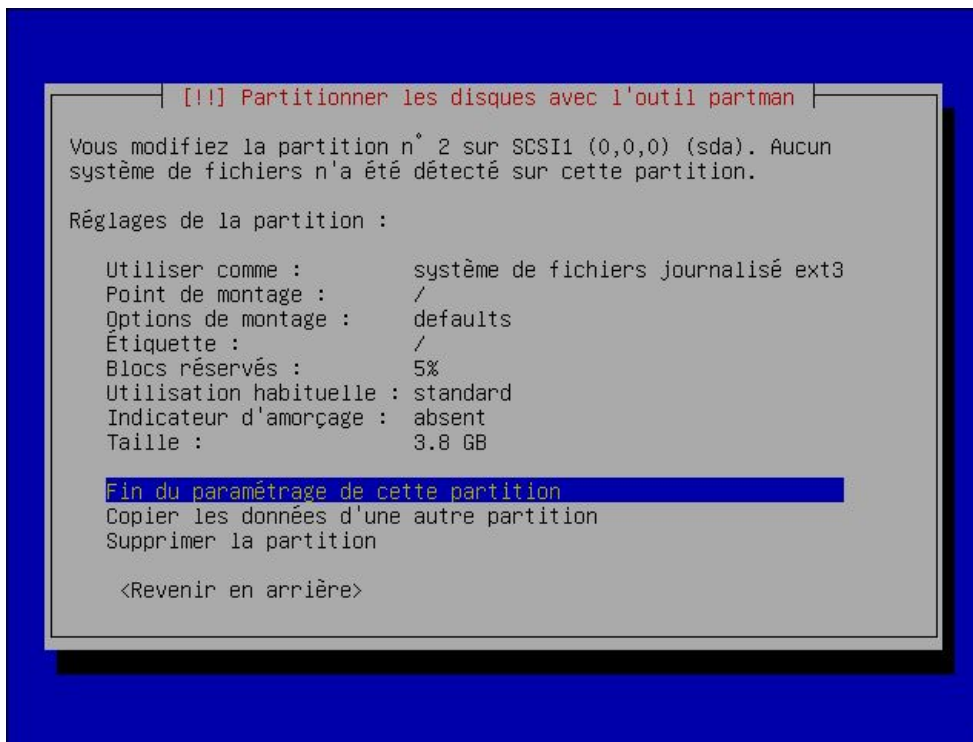 [!!] Partitionner les disques avec l'outil partman
Vous modifiez la partition n° 2 sur SCSI1 (0,0,0) (sda). Aucun
système de fichiers n'a été détecté sur cette partition.
Réglages de la partition :
Utiliser comme : système de fichiers journalisé ext3
Point de montage : /
Options de montage : defaults
Étiquette : /
Blocs réservés : 5%
Utilisation habituelle : standard
Indicateur d'amorçage : absent
Taille : 3.8 GB
Fin du paramétrage de cette partition
Copier les données d'une autre partition
Supprimer la partition
<Revenir en arrière>